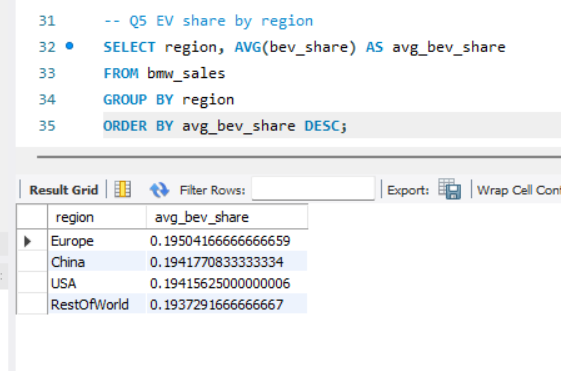 31 -- Q5 EV share by region
32 SELECT region, AVG(bev_share) AS avg_bev_share
33 FROM bmw_sales
34 GROUP BY region
35 ORDER BY avg_bev_share DESC;
Result Grid Filter Rows: Export: Wrap Cell Cont
region avg_bev_share
Europe 0.19504166666666659
China 0.1941770833333334
USA 0.19415625000000006
RestOfWorld 0.1937291666666667